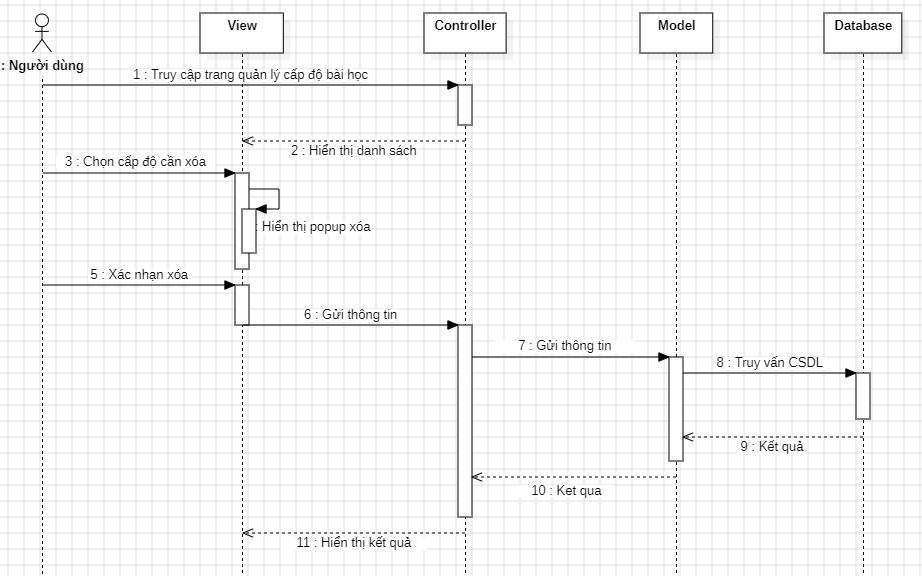 View
Controller
Model
Database
: Người dùng
1 : Truy cập trang quản lý cấp độ bài học
2 : Hiển thị danh sách
3 : Chọn cấp độ cần xóa
: Hiển thị popup xóa
5 : Xác nhận xóa
6 : Gửi thông tin
7 : Gửi thông tin
8 : Truy vấn CSDL
9 : Kết quả
10 : Ket qua
11 : Hiển thị kết quả